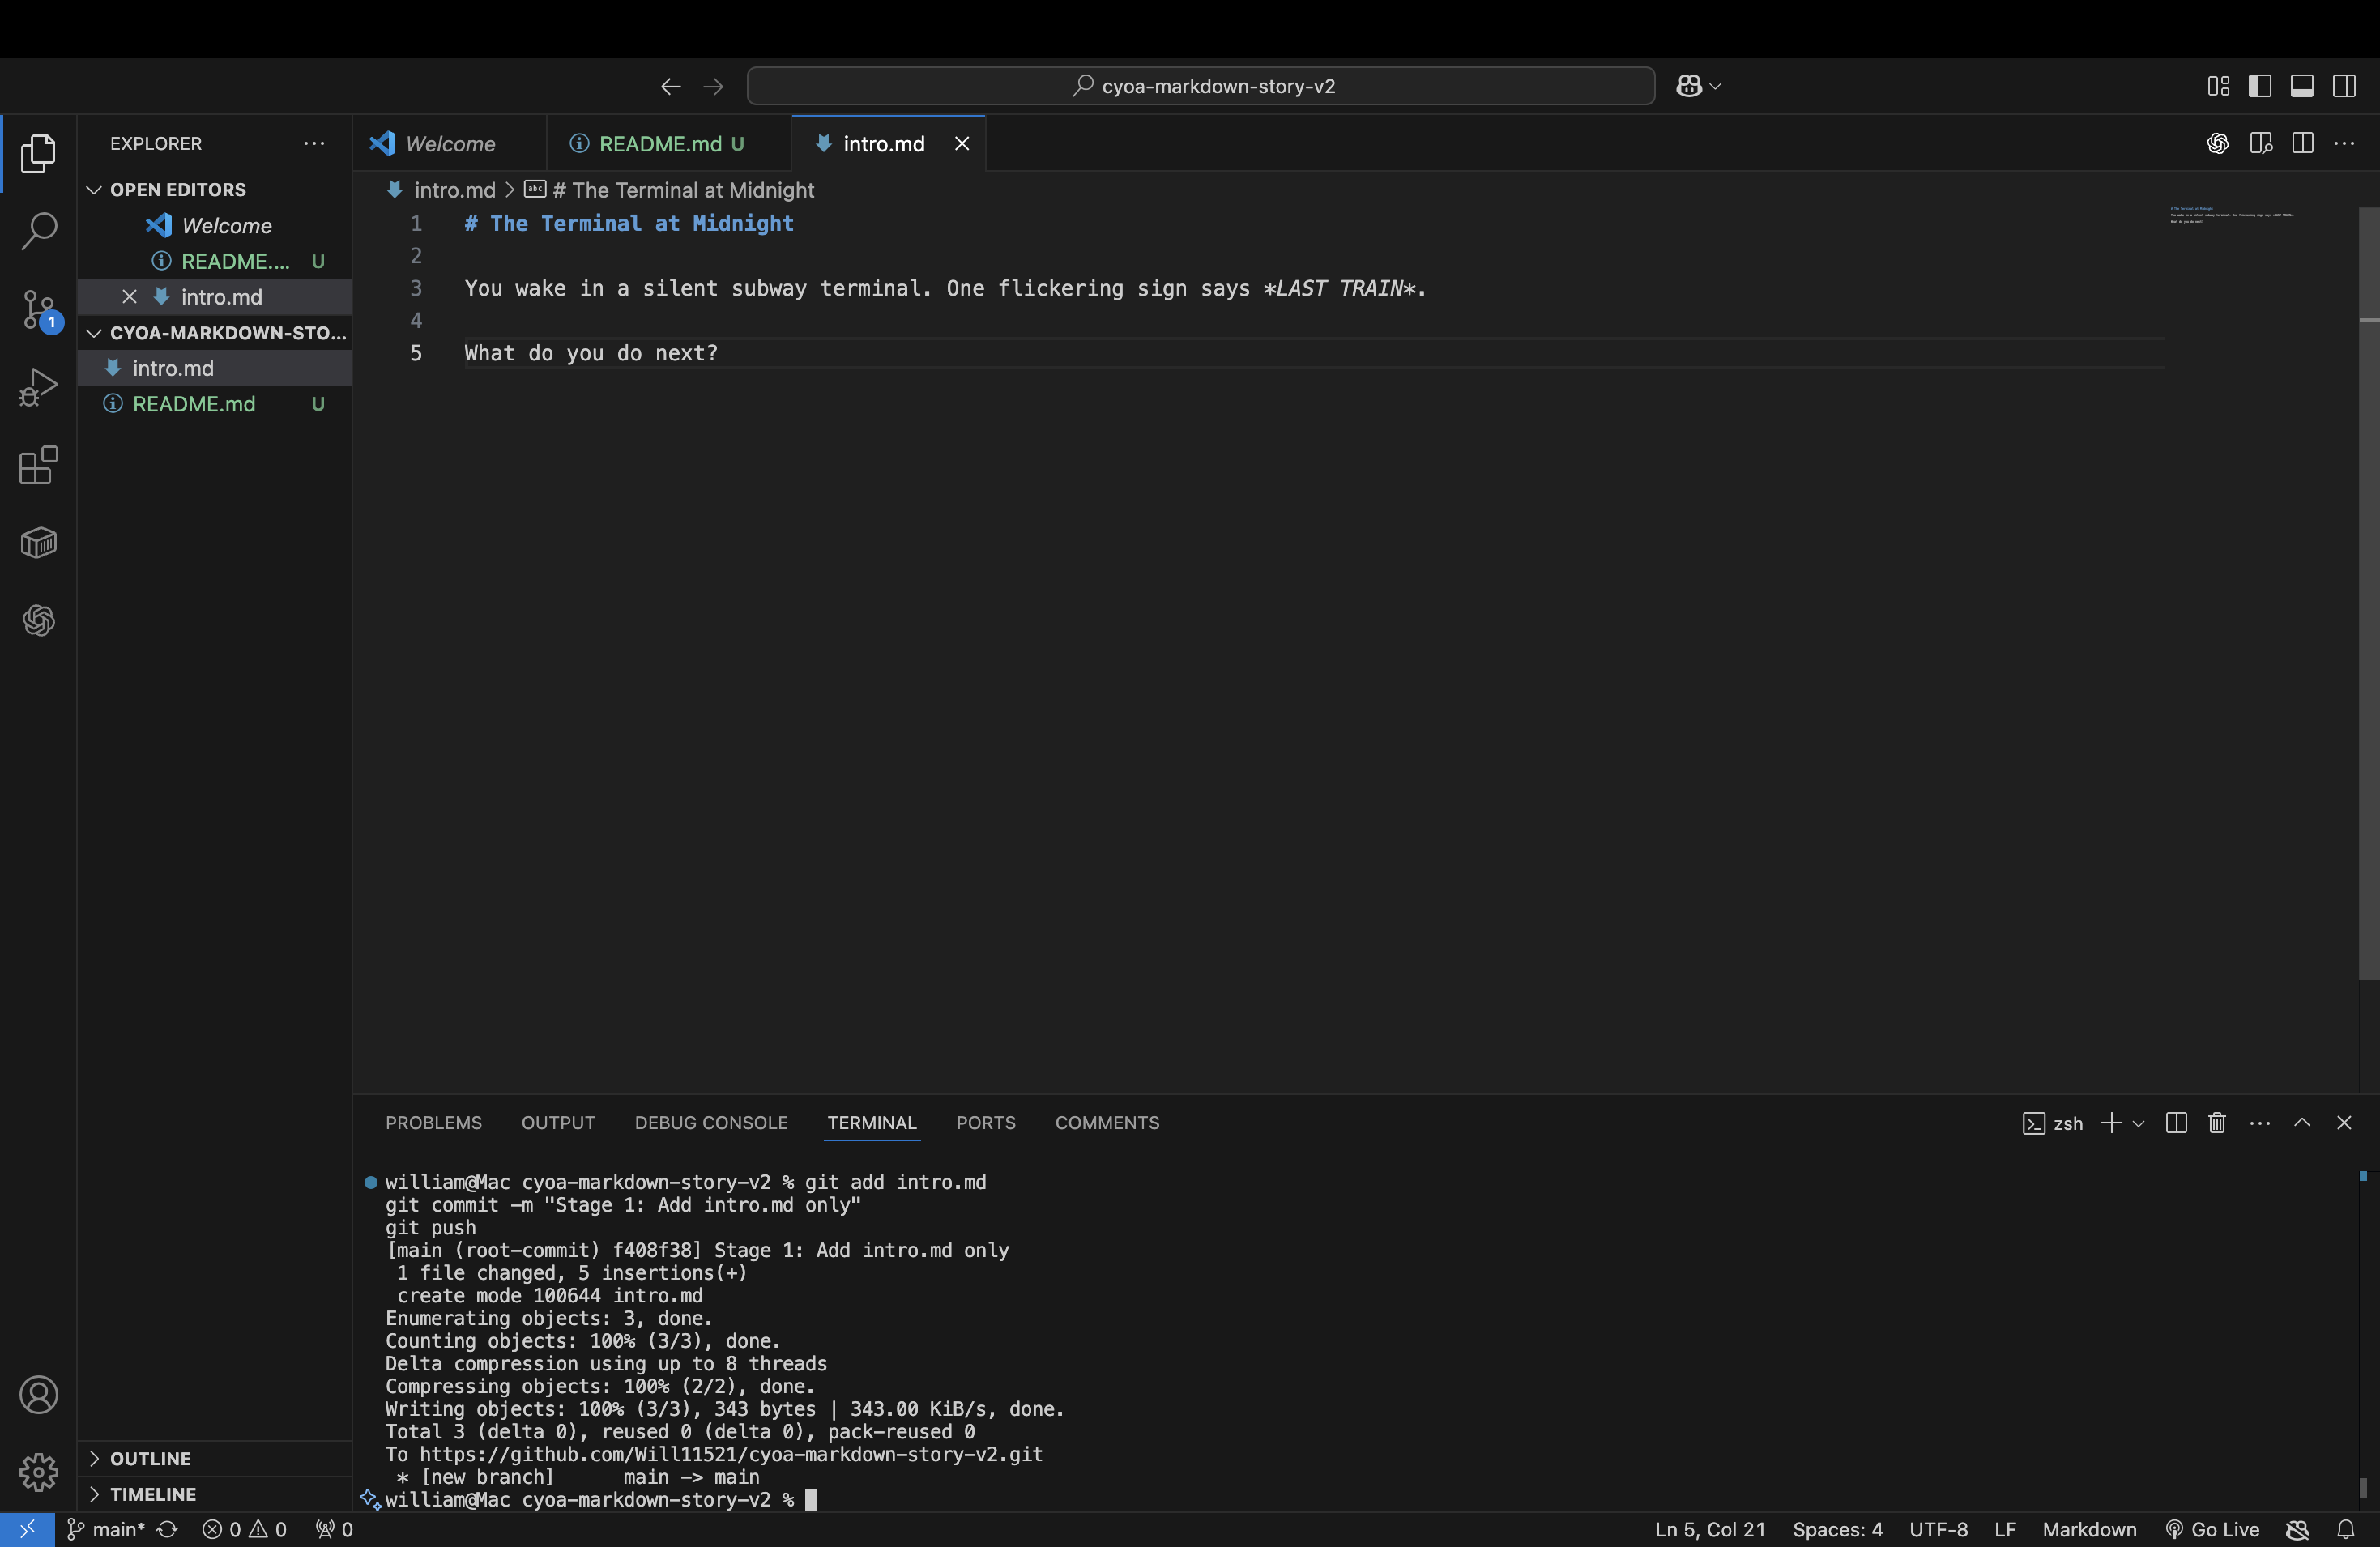 cyoa-markdown-story-v2
EXPLORER
Welcome
README.md U
intro.md
OPEN EDITORS
Welcome
README.... U
intro.md
CYOA-MARKDOWN-STO...
intro.md
README.md U
1
intro.md > # The Terminal at Midnight
1 # The Terminal at Midnight
2
3 You wake in a silent subway terminal. One flickering sign says *LAST TRAIN*.
4
5 What do you do next?
PROBLEMS OUTPUT DEBUG CONSOLE TERMINAL PORTS COMMENTS
zsh
william@Mac cyoa-markdown-story-v2 % git add intro.md
git commit -m "Stage 1: Add intro.md only"
git push
[main (root-commit) f408f38] Stage 1: Add intro.md only
1 file changed, 5 insertions(+)
create mode 100644 intro.md
Enumerating objects: 3, done.
Counting objects: 100% (3/3), done.
Delta compression using up to 8 threads
Compressing objects: 100% (2/2), done.
Writing objects: 100% (3/3), 343 bytes | 343.00 KiB/s, done.
Total 3 (delta 0), reused 0 (delta 0), pack-reused 0
To https://github.com/Will11521/cyoa-markdown-story-v2.git
* [new branch]      main -> main
william@Mac cyoa-markdown-story-v2 %
OUTLINE
TIMELINE
main* 0 0 0
Ln 5, Col 21 Spaces: 4 UTF-8 LF Markdown Go Live